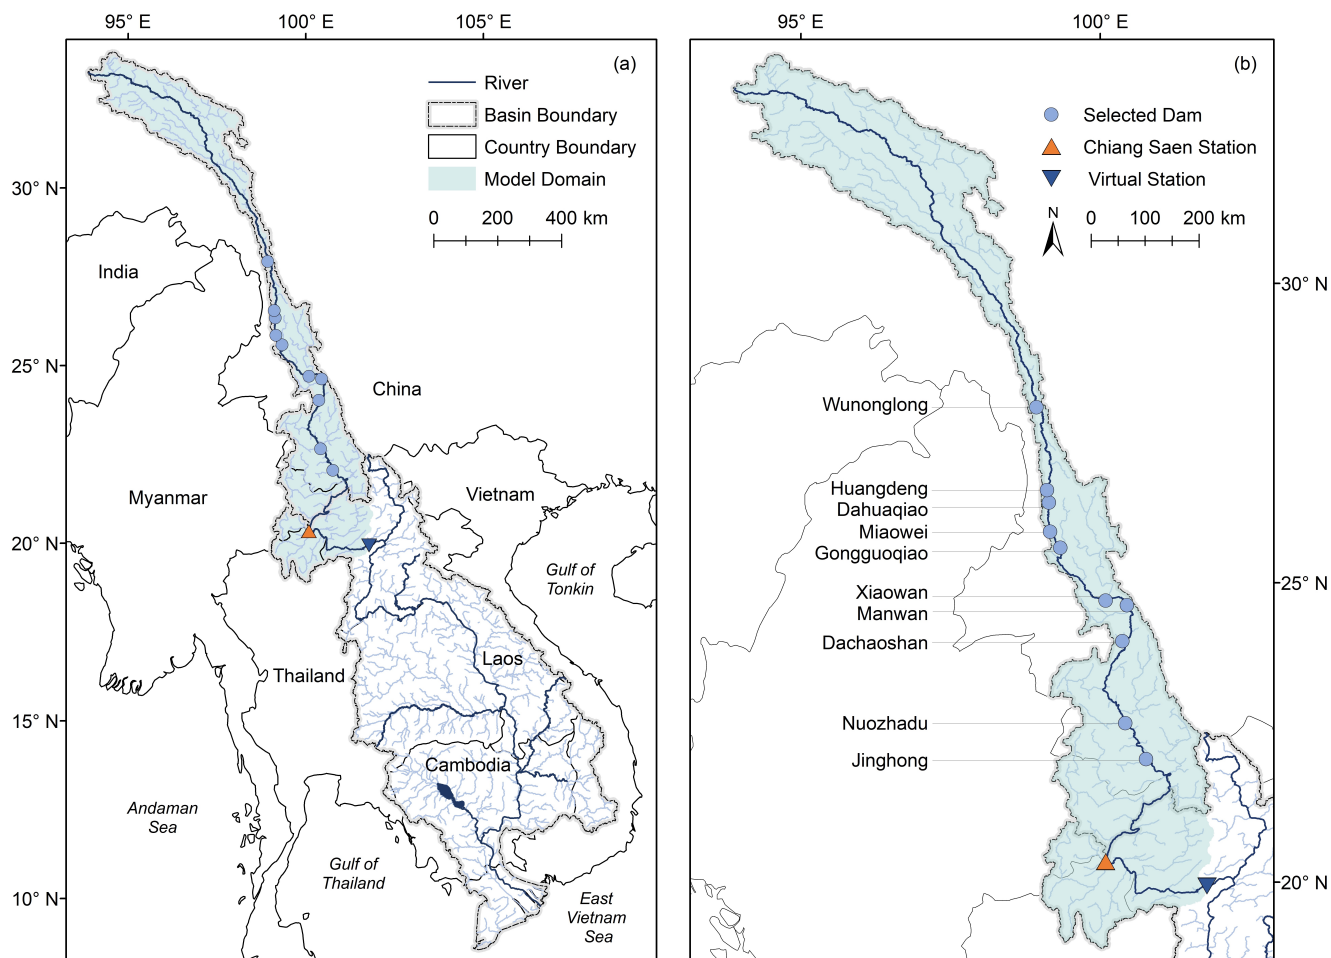 95° E
100° E
105° E
(a)
River
Basin Boundary
Country Boundary
Model Domain
0
200
400 km
30° N
25° N
20° N
15° N
10° N
India
China
Myanmar
Vietnam
Gulf of
Tonkin
Laos
Thailand
Cambodia
Andaman
Sea
Gulf of
Thailand
East
Vietnam
Sea
95° E
100° E
(b)
Selected Dam
Chiang Saen Station
Virtual Station
N
0
100
200 km
30° N
25° N
20° N
Wunonglong
Huangdeng
Dahuaqiao
Miaowei
Gongguoqiao
Xiaowan
Manwan
Dachaoshan
Nuozhadu
Jinghong